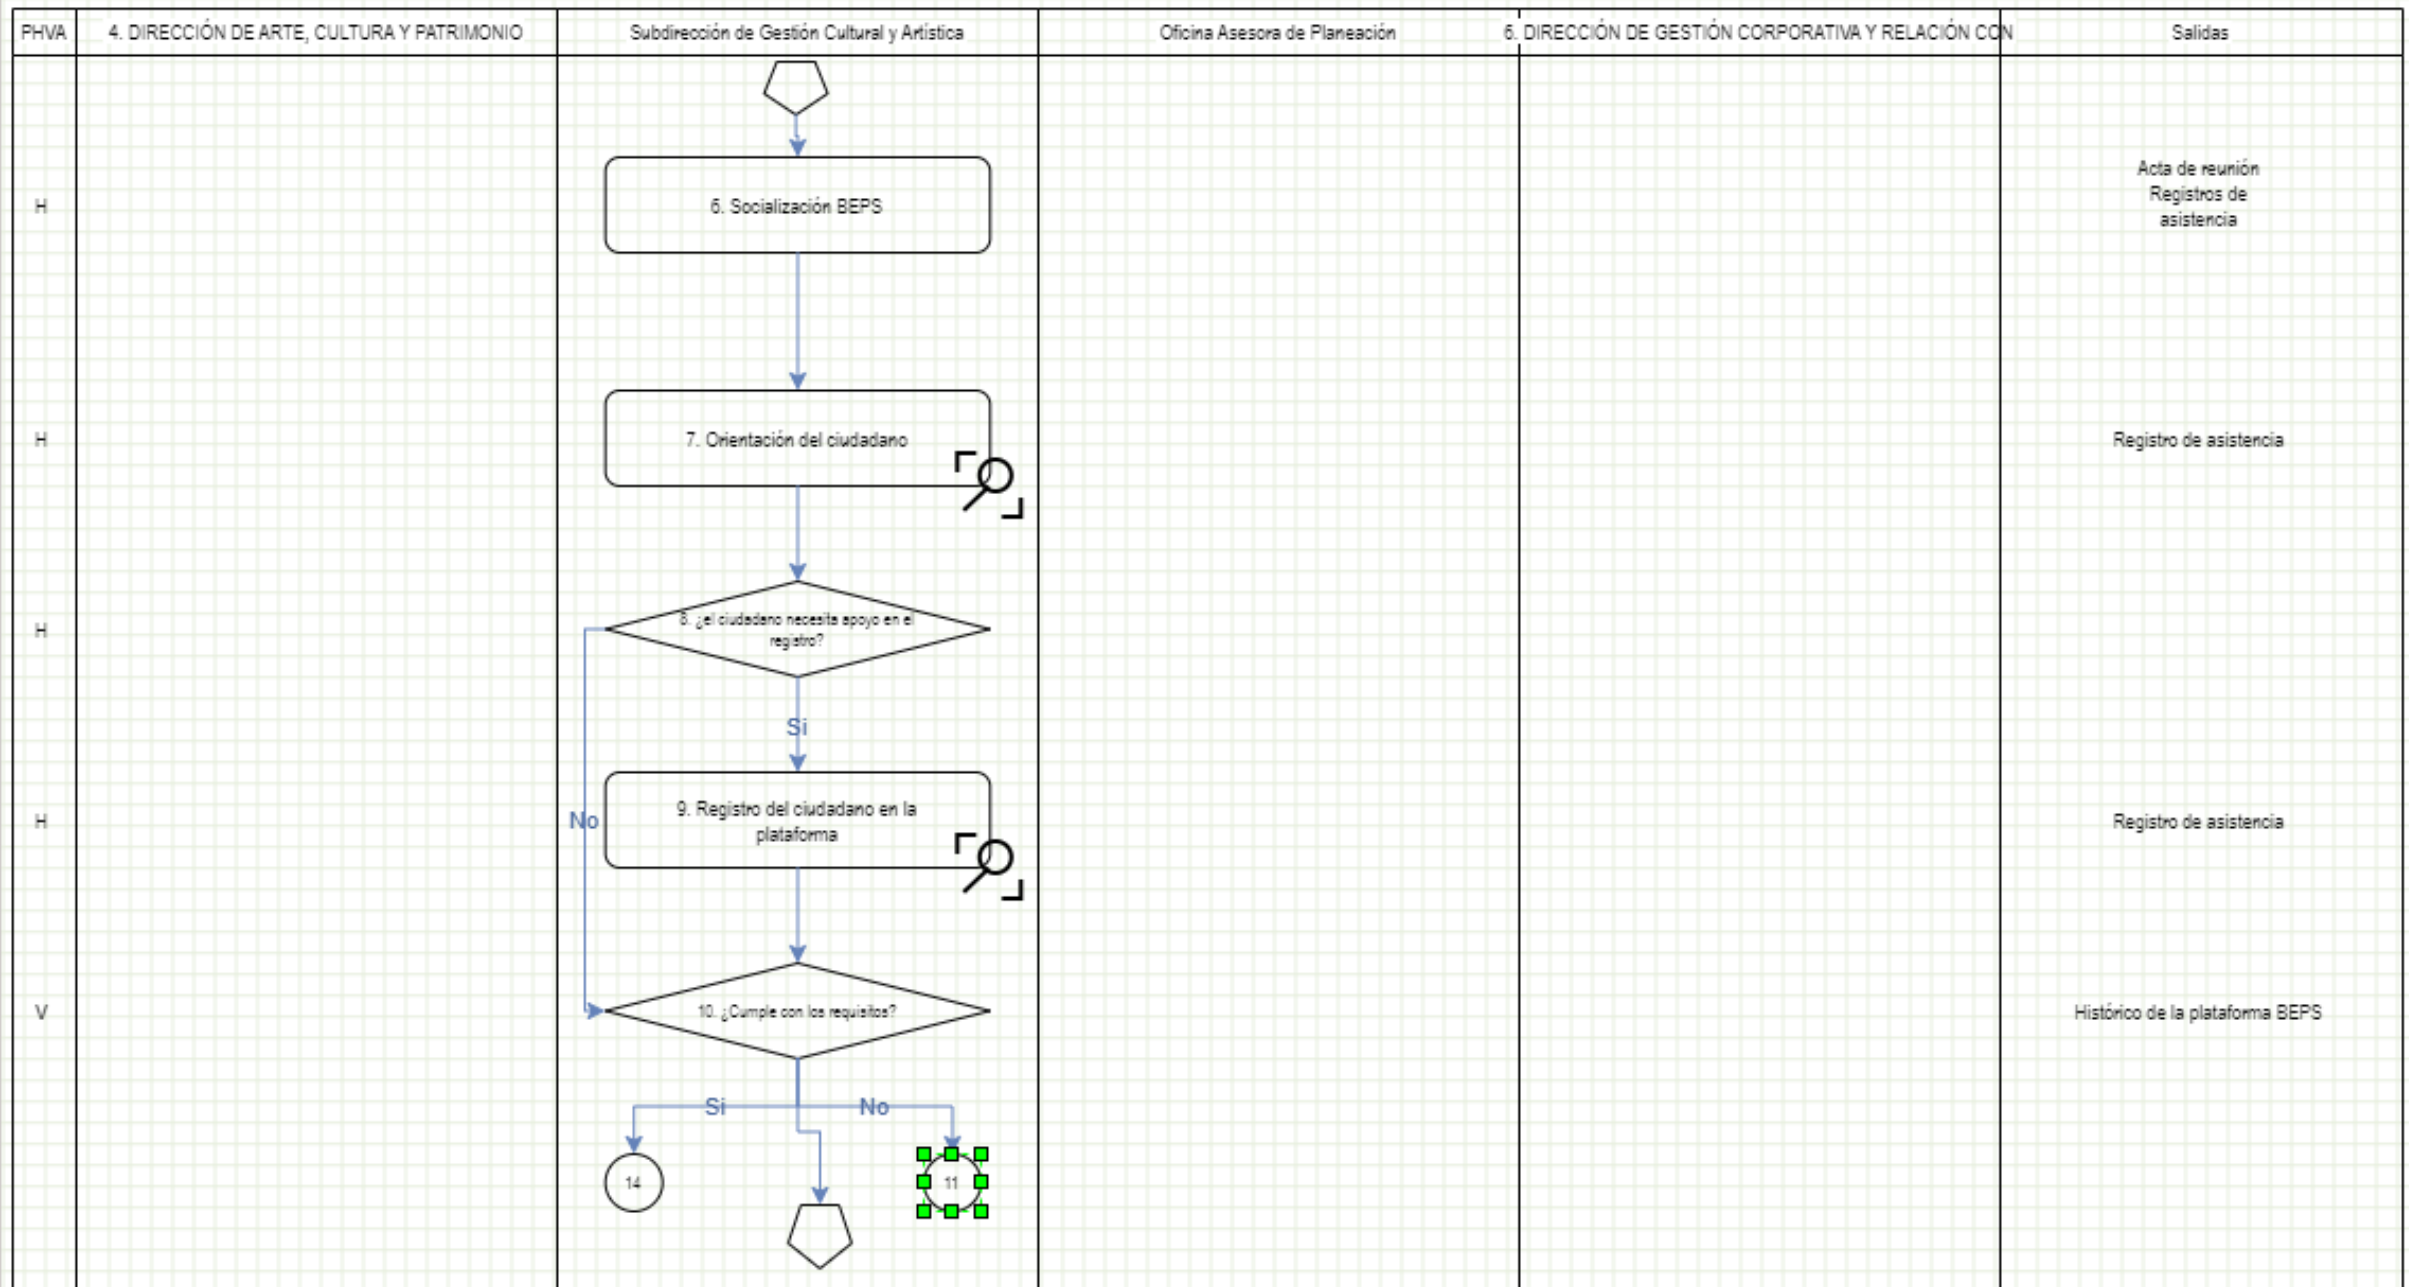 PHVA
4. DIRECCIÓN DE ARTE, CULTURA Y PATRIMONIO
Subdirección de Gestión Cultural y Artística
Oficina Asesora de Planeación
6. DIRECCIÓN DE GESTIÓN CORPORATIVA Y RELACIÓN CON
Salidas
H
6. Socialización BEPS
Acta de reunión
Registros de
asistencia
H
7. Orientación del ciudadano
Registro de asistencia
H
8. ¿el ciudadano necesita apoyo en el
registro?
Si
No
H
9. Registro del ciudadano en la
plataforma
Registro de asistencia
V
10. ¿Cumple con los requisitos?
Histórico de la plataforma BEPS
Si
No
14
11